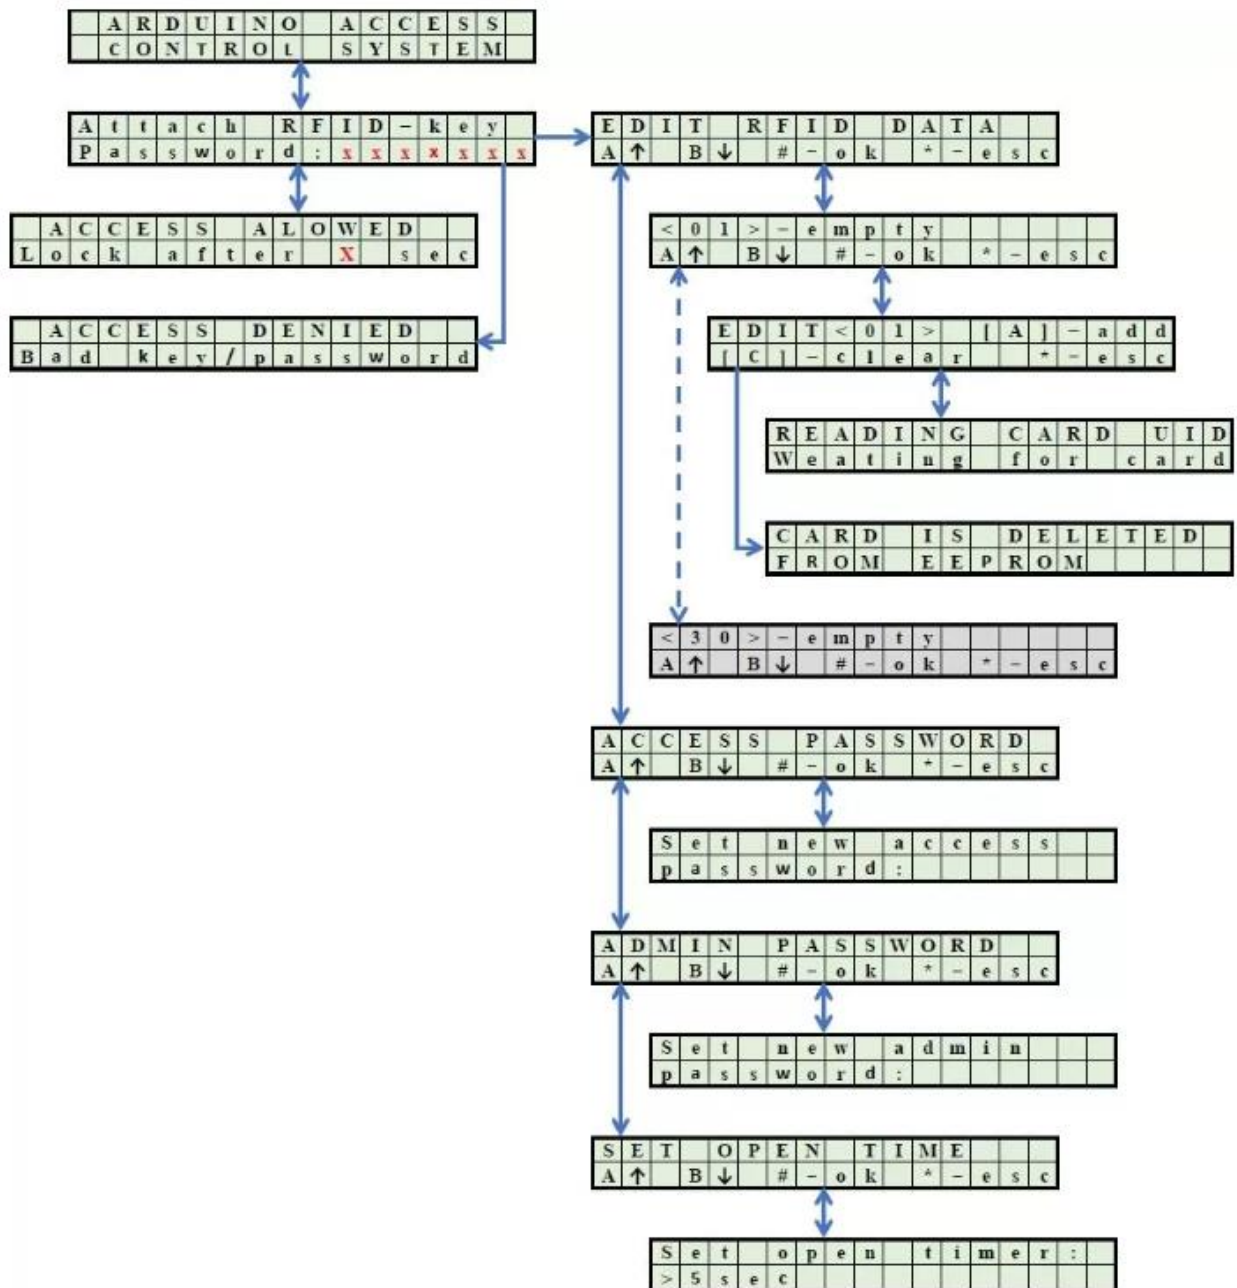 ARDUINO ACCESS
CONTROL SYSTEM
Attach RFID-key
Password:xxxxxxx
ACCESS ALOWED
Lock after X sec
ACCESS DENIED
Bad key/password
EDIT RFID DATA
A↑ B↓ #-ok *-esc
<01>-empty
A↑ B↓ #-ok *-esc
EDIT<01> [A]-add
[C]-clear *-esc
READING CARD UID
Weating for card
CARD IS DELETED
FROM EEPROM
<30>-empty
A↑ B↓ #-ok *-esc
ACCESS PASSWORD
A↑ B↓ #-ok *-esc
Set new access
password:
ADMIN PASSWORD
A↑ B↓ #-ok *-esc
Set new admin
password:
SET OPEN TIME
A↑ B↓ #-ok *-esc
Set open timer:
>5sec